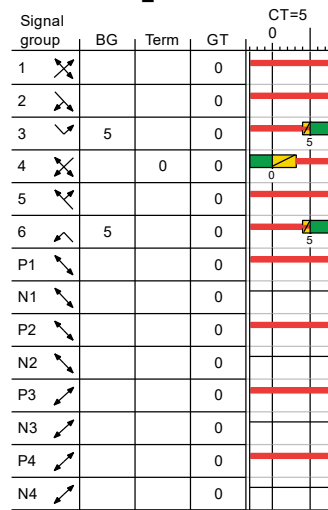 CT=5
Signal group BG Term GT 0
1 0
2 0
3 5 0 5
4 0 0 0
5 0
6 5 0 5
P1 0
N1 0
P2 0
N2 0
P3 0
N3 0
P4 0
N4 0